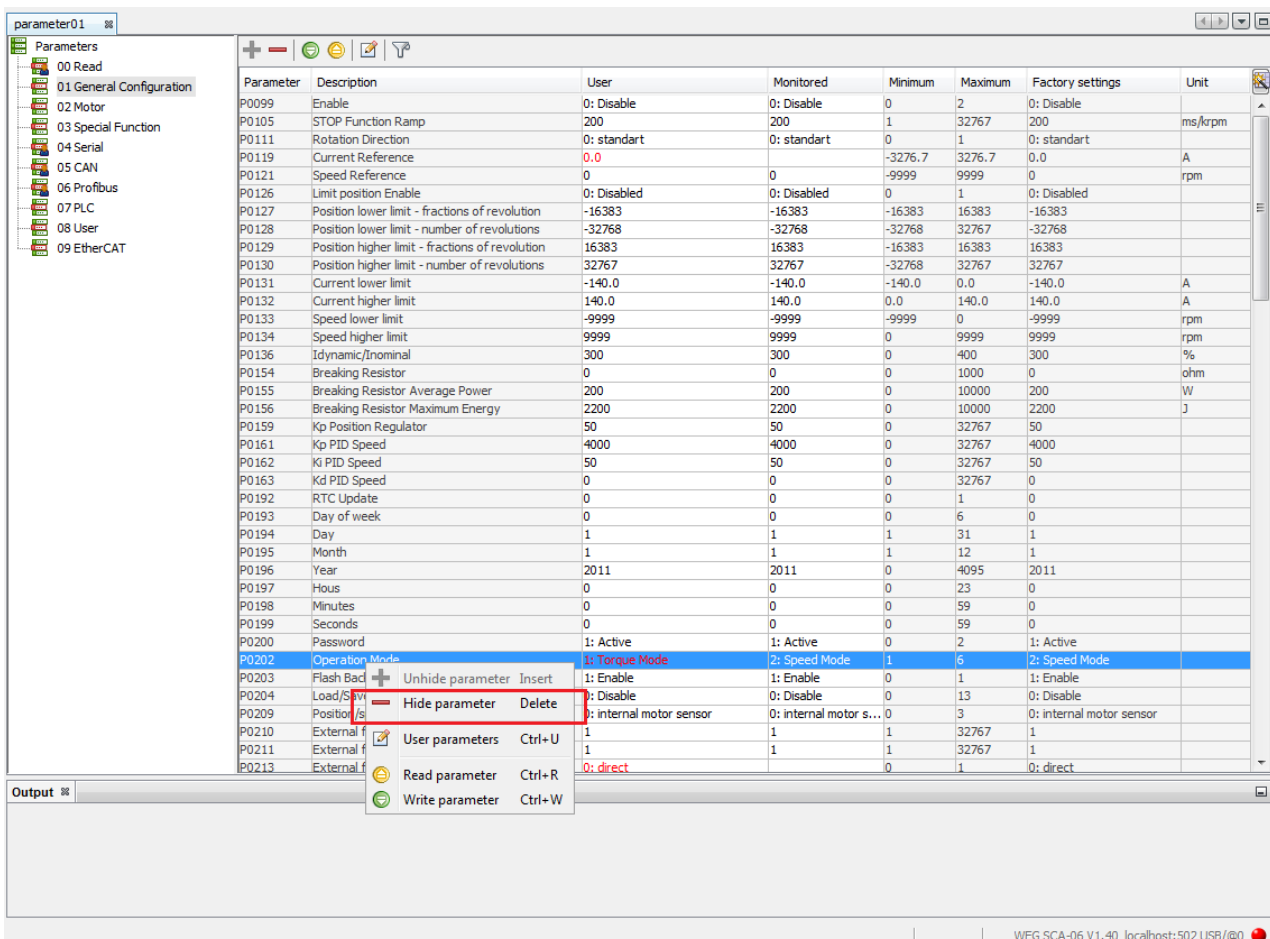 parameter01
Parameters
00 Read
01 General Configuration
02 Motor
03 Special Function
04 Serial
05 CAN
06 Profibus
07 PLC
08 User
09 EtherCAT
Parameter Description User Monitored Minimum Maximum Factory settings Unit
P0099 Enable 0: Disable 0: Disable 0 2 0: Disable
P0105 STOP Function Ramp 200 200 1 32767 200 ms/krpm
P0111 Rotation Direction 0: standart 0: standart 0 1 0: standart
P0119 Current Reference 0.0 -3276.7 3276.7 0.0 A
P0121 Speed Reference 0 0 -9999 9999 0 rpm
P0126 Limit position Enable 0: Disabled 0: Disabled 0 1 0: Disabled
P0127 Position lower limit - fractions of revolution -16383 -16383 -16383 16383 -16383
P0128 Position lower limit - number of revolutions -32768 -32768 -32768 32767 -32768
P0129 Position higher limit - fractions of revolution 16383 16383 -16383 16383 16383
P0130 Position higher limit - number of revolutions 32767 32767 -32768 32767 32767
P0131 Current lower limit -140.0 -140.0 -140.0 0.0 -140.0 A
P0132 Current higher limit 140.0 140.0 0.0 140.0 140.0 A
P0133 Speed lower limit -9999 -9999 -9999 0 -9999 rpm
P0134 Speed higher limit 9999 9999 0 9999 9999 rpm
P0136 Idynamic/Inominal 300 300 0 400 300 %
P0154 Breaking Resistor 0 0 0 1000 0 ohm
P0155 Breaking Resistor Average Power 200 200 0 10000 200 W
P0156 Breaking Resistor Maximum Energy 2200 2200 0 10000 2200 J
P0159 Kp Position Regulator 50 50 0 32767 50
P0161 Kp PID Speed 4000 4000 0 32767 4000
P0162 Ki PID Speed 50 50 0 32767 50
P0163 Kd PID Speed 0 0 0 32767 0
P0192 RTC Update 0 0 0 1 0
P0193 Day of week 0 0 0 6 0
P0194 Day 1 1 1 31 1
P0195 Month 1 1 1 12 1
P0196 Year 2011 2011 0 4095 2011
P0197 Hous 0 0 0 23 0
P0198 Minutes 0 0 0 59 0
P0199 Seconds 0 0 0 59 0
P0200 Password 1: Active 1: Active 0 2 1: Active
P0202 Operation Mode 1: Torque Mode 2: Speed Mode 1 6 2: Speed Mode
P0203 Flash 1: Enable 1: Enable 0 1 1: Enable
P0204 0: Disable 0: Disable 0 13 0: Disable
P0209 0: internal motor sensor 0: internal motor s... 0 3 0: internal motor sensor
P0210 External 1 1 1 32767 1
P0211 External 1 1 1 32767 1
P0213 External 0: direct 0 1 0: direct
Unhide parameter Insert
Hide parameter Delete
User parameters Ctrl+U
Read parameter Ctrl+R
Write parameter Ctrl+W
Output
WEG SCA-06 V1.40 localhost:502 USB/@0